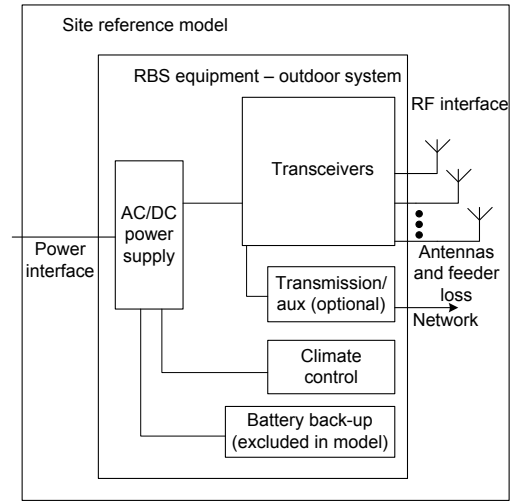 Site reference model
RBS equipment – outdoor system
RF interface
Transceivers
AC/DC
power
supply
Power
interface
Antennas
and feeder
loss
Transmission/
aux (optional)
Network
Climate
control
Battery back-up
(excluded in model)